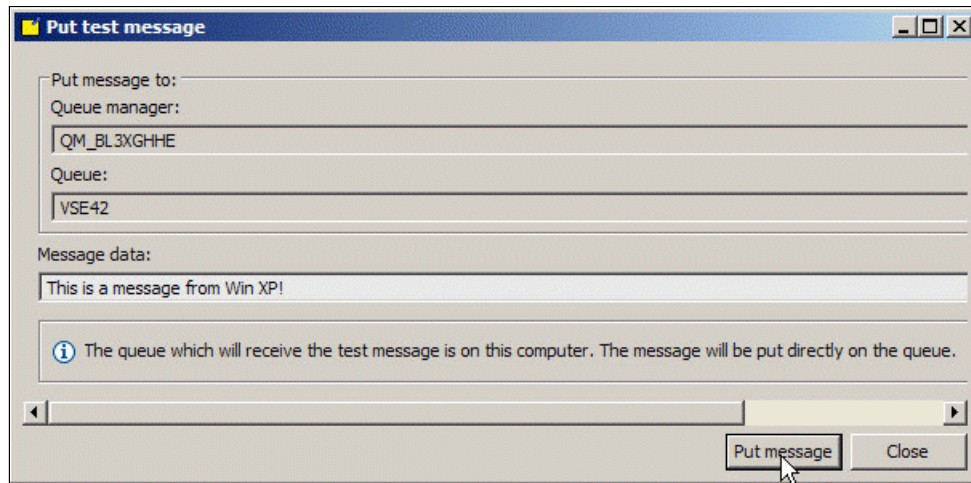 Put test message
Put message to:
Queue manager:
QM_BL3XGHHE
Queue:
VSE42
Message data:
This is a message from Win XP!
The queue which will receive the test message is on this computer. The message will be put directly on the queue.
Put message
Close